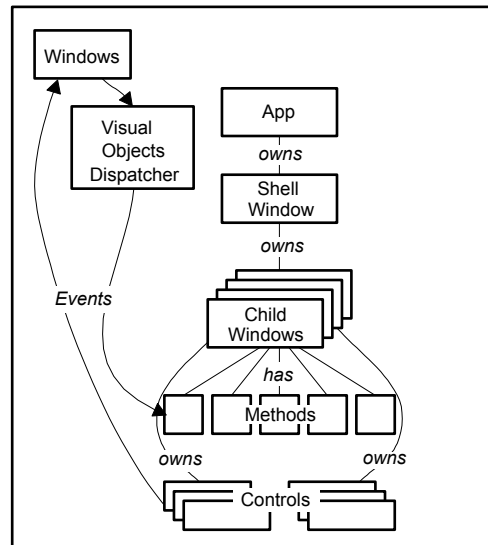 Windows
Visual
Objects
Dispatcher
App
owns
Shell
Window
owns
Events
Child
Windows
has
Methods
owns
owns
Controls